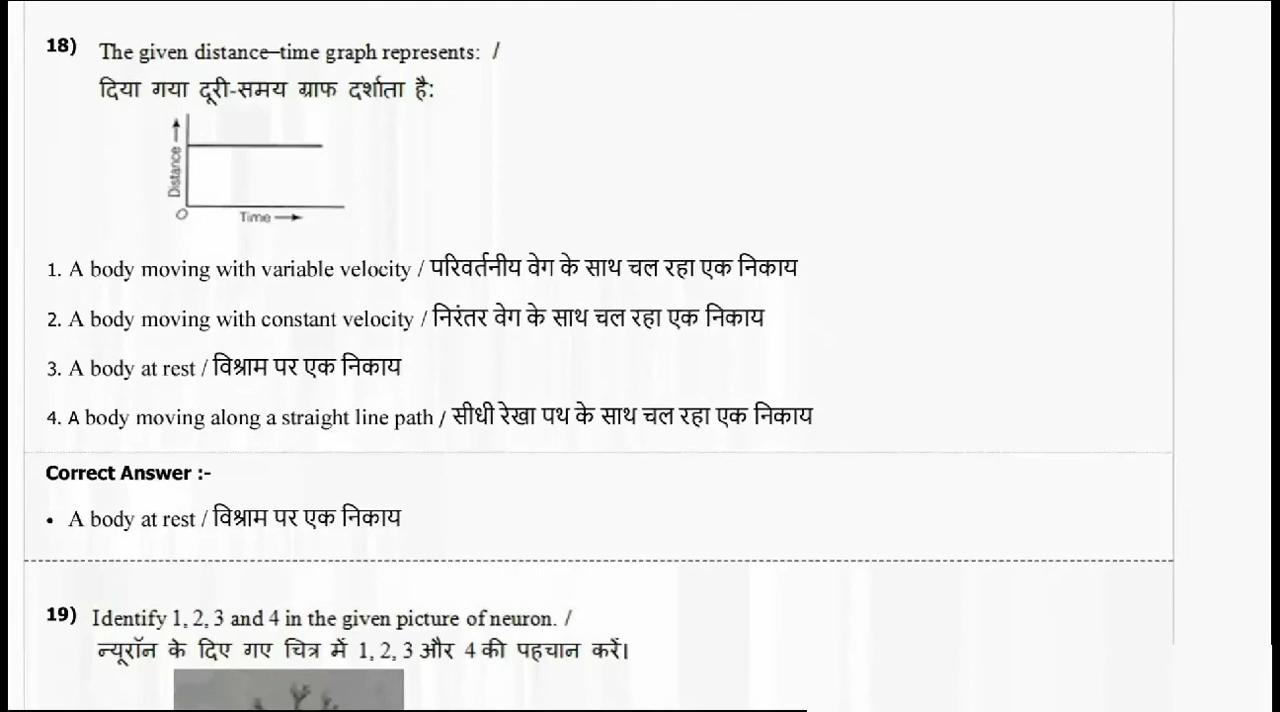 18) The given distance–time graph represents: /
दिया गया दूरी-समय ग्राफ दर्शाता है:
Distance
O Time
1. A body moving with variable velocity / परिवर्तनीय वेग के साथ चल रहा एक निकाय
2. A body moving with constant velocity / निरंतर वेग के साथ चल रहा एक निकाय
3. A body at rest / विश्राम पर एक निकाय
4. A body moving along a straight line path / सीधी रेखा पथ के साथ चल रहा एक निकाय
Correct Answer :-
• A body at rest / विश्राम पर एक निकाय
19) Identify 1, 2, 3 and 4 in the given picture of neuron. /
न्यूरॉन के दिए गए चित्र में 1, 2, 3 और 4 की पहचान करें।